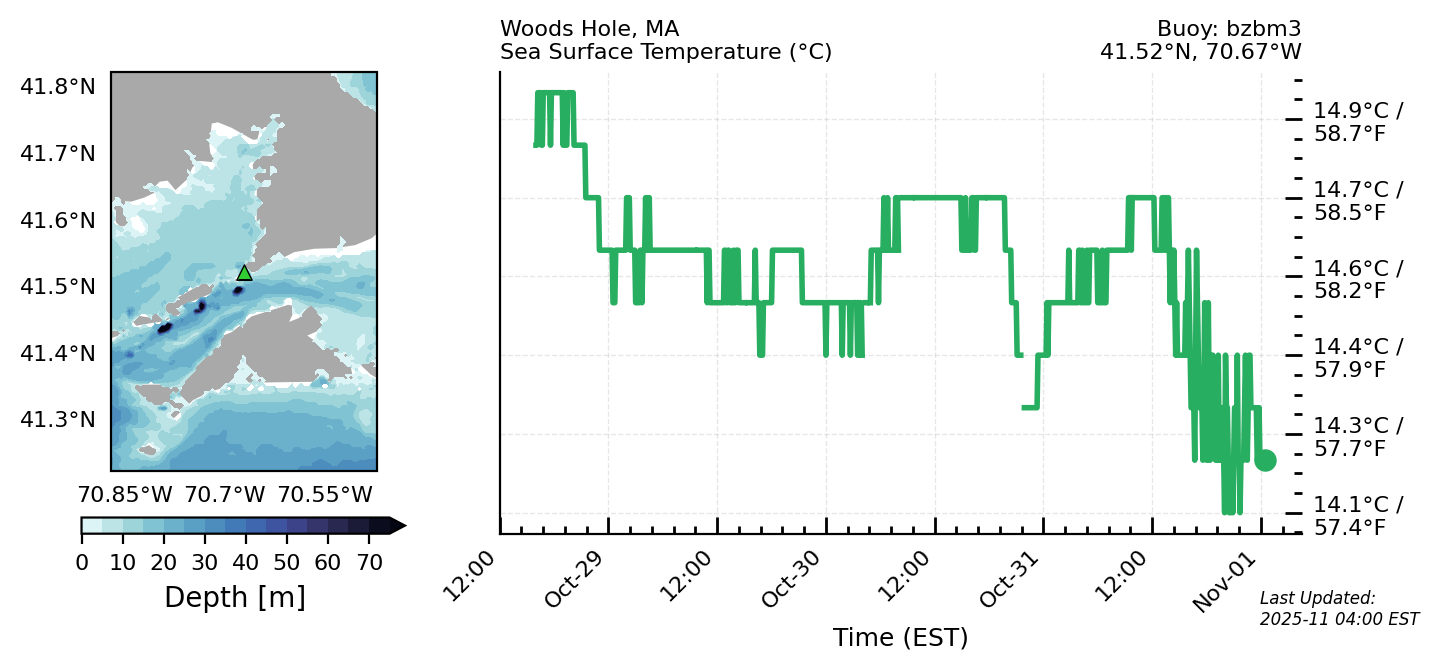 Woods Hole, MA
Sea Surface Temperature (°C)
Buoy: bzbm3
41.52°N, 70.67°W
41.8°N
41.7°N
41.6°N
41.5°N
41.4°N
41.3°N
70.85°W 70.7°W 70.55°W
0 10 20 30 40 50 60 70
Depth [m]
14.9°C /
58.7°F
14.7°C /
58.5°F
14.6°C /
58.2°F
14.4°C /
57.9°F
14.3°C /
57.7°F
14.1°C /
57.4°F
12:00 Oct-29 12:00 Oct-30 12:00 Oct-31 12:00 Nov-01
Time (EST)
Last Updated:
2025-11 04:00 EST